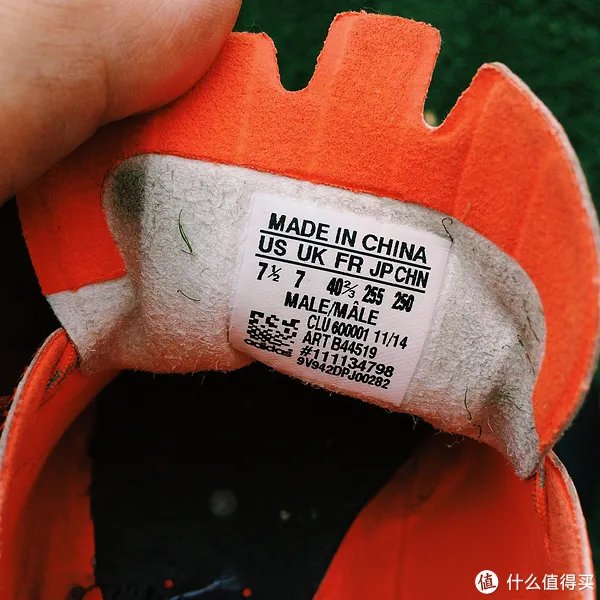 MADE IN CHINA
US UK FR JP CHN
7½ 7 40⅔ 255 250
MALE/MÂLE
CLU 600001 11/14
ART B44519
#111134798
9V942DPJ00282
值 什么值得买